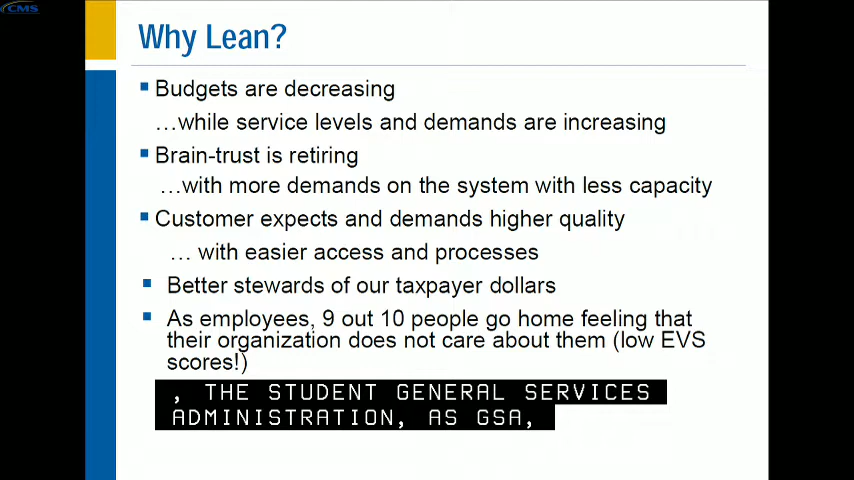 CMS
Why Lean?
Budgets are decreasing
…while service levels and demands are increasing
Brain-trust is retiring
…with more demands on the system with less capacity
Customer expects and demands higher quality
… with easier access and processes
Better stewards of our taxpayer dollars
As employees, 9 out 10 people go home feeling that
their organization does not care about them (low EVS
scores!)
, THE STUDENT GENERAL SERVICES
ADMINISTRATION, AS GSA,